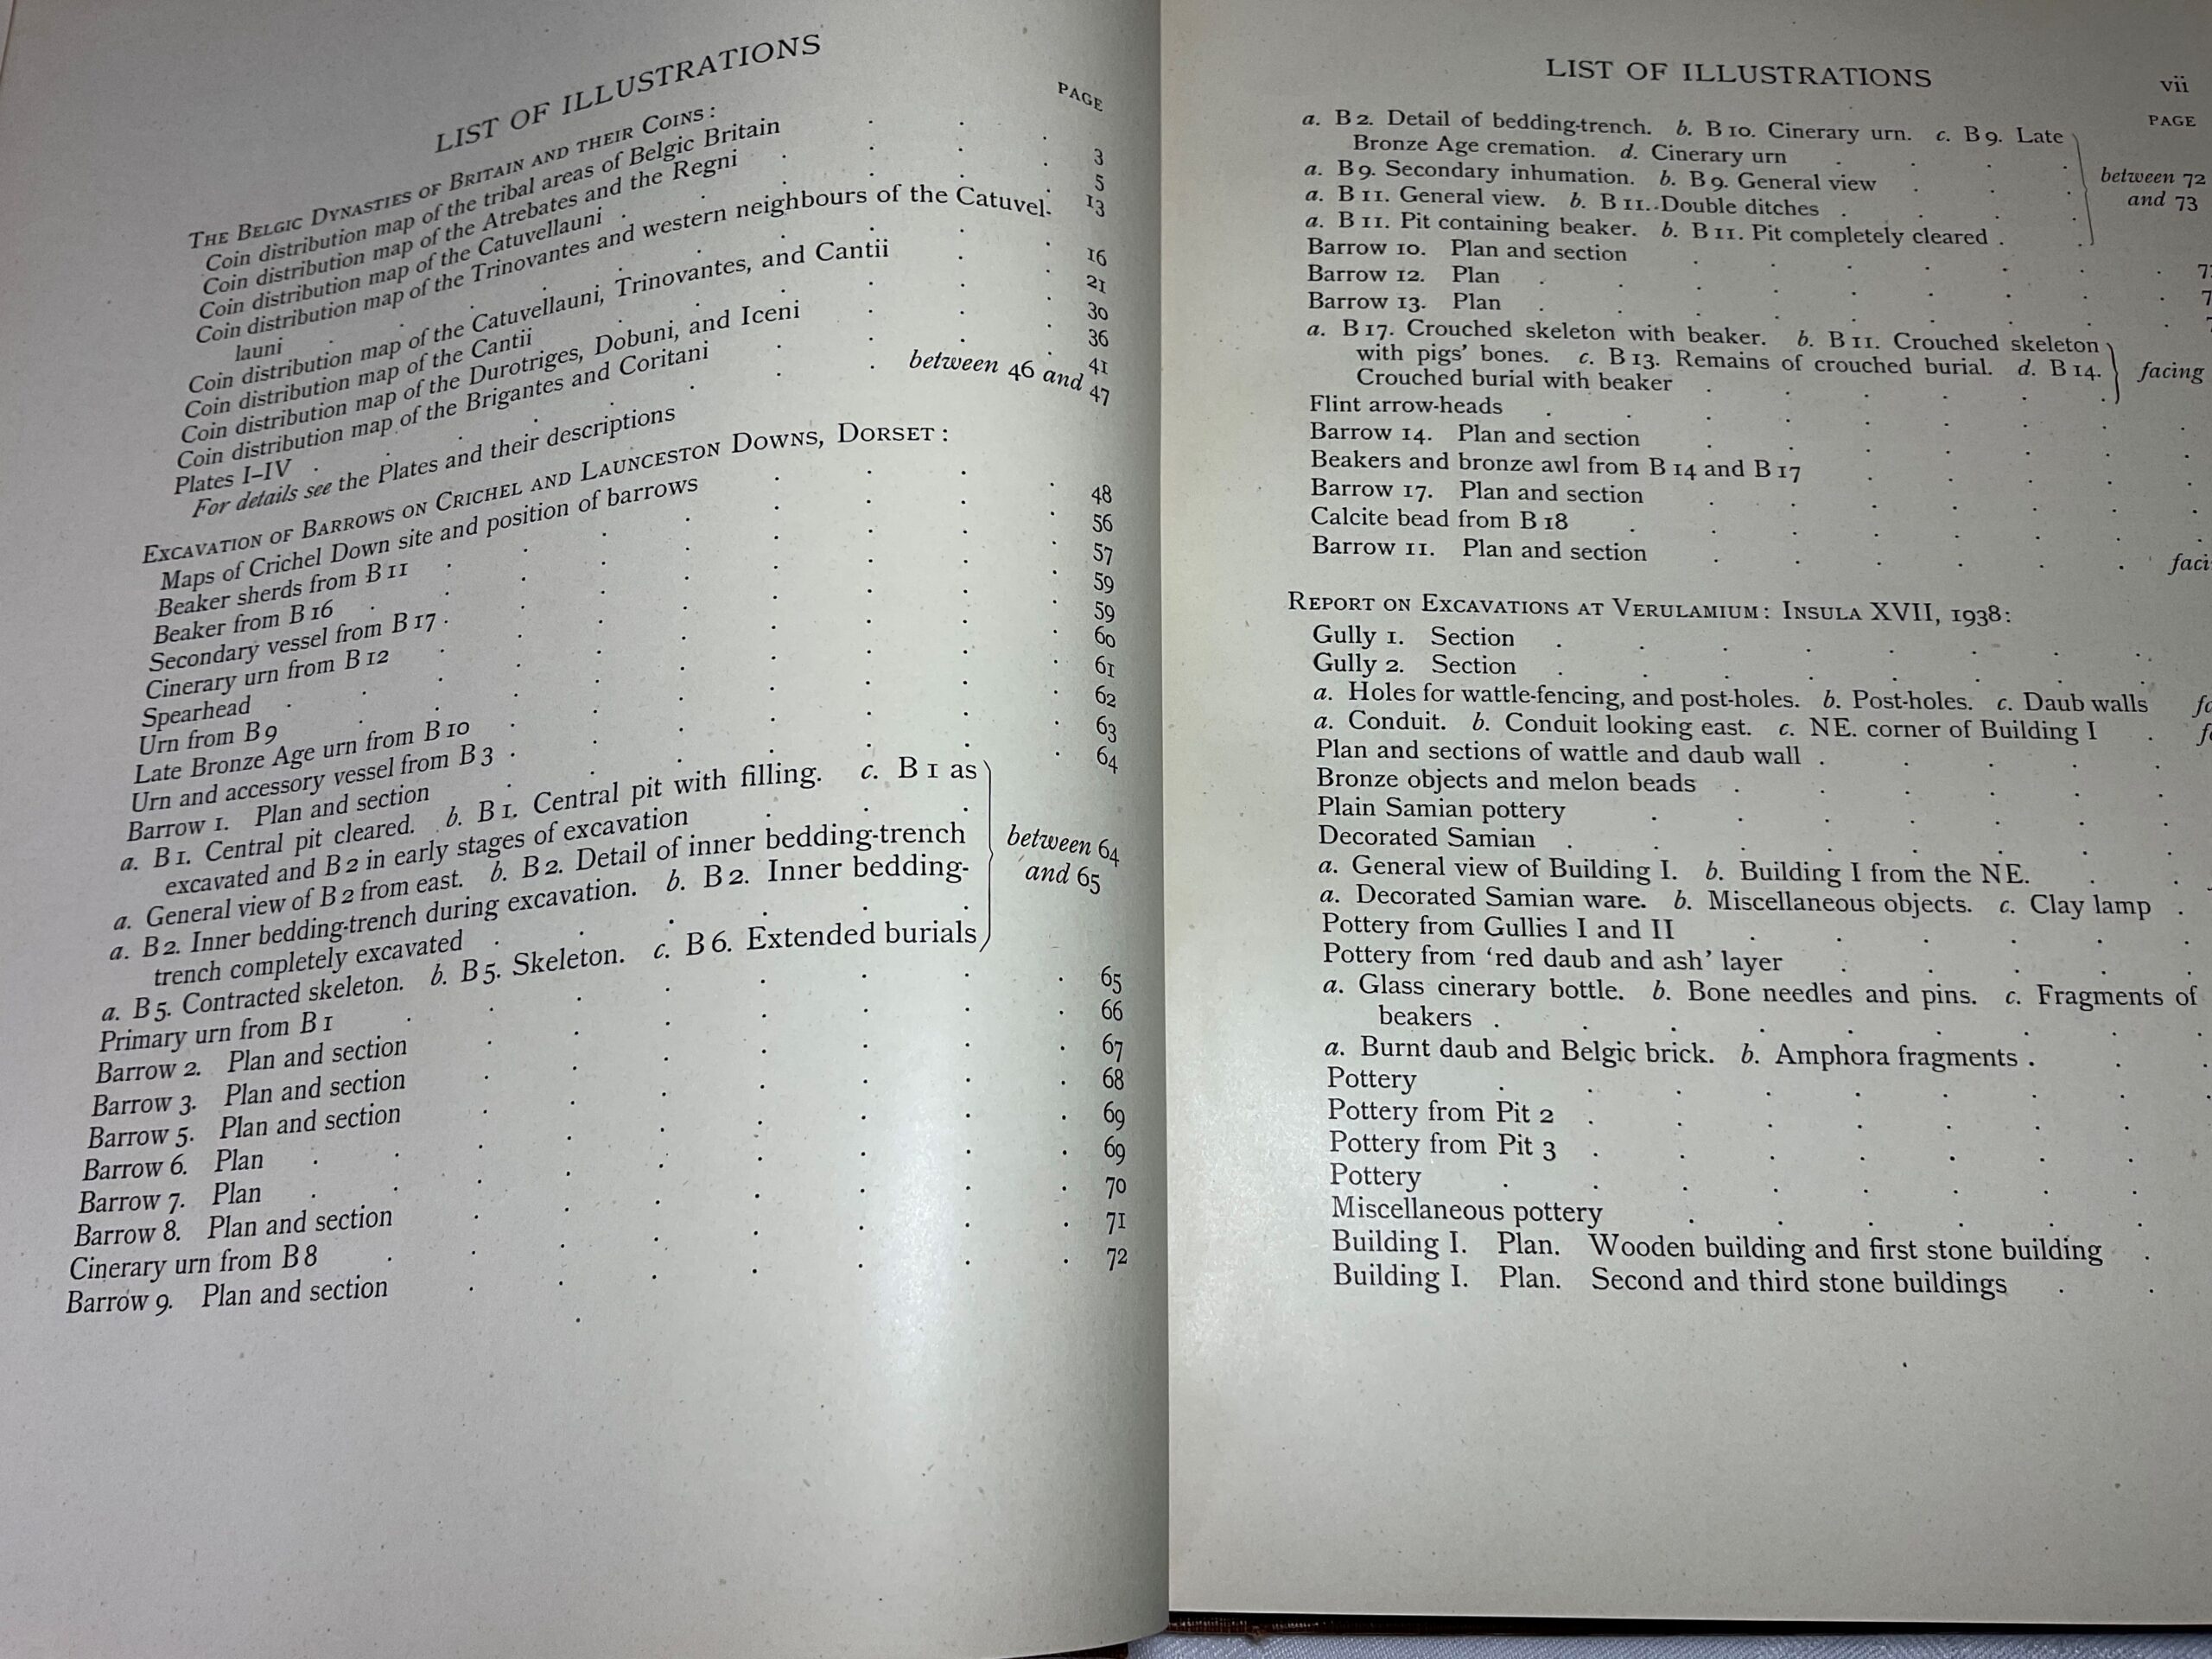 LIST OF ILLUSTRATIONS
PAGE
THE BELGIC DYNASTIES OF BRITAIN AND THEIR COINS:
Coin distribution map of the tribal areas of Belgic Britain . . . 3
Coin distribution map of the Atrebates and the Regni . . . 5
Coin distribution map of the Catuvellauni . . . . 13
Coin distribution map of the Trinovantes and western neighbours of the Catuvel-
launi . . . . . . 16
Coin distribution map of the Catuvellauni, Trinovantes, and Cantii . . 21
Coin distribution map of the Cantii . . . . 30
Coin distribution map of the Durotriges, Dobuni, and Iceni . . . 36
Coin distribution map of the Brigantes and Coritani . . . 41
Plates I–IV . . . . . between 46 and 47
For details see the Plates and their descriptions
EXCAVATION OF BARROWS ON CRICHEL AND LAUNCESTON DOWNS, DORSET:
Maps of Crichel Down site and position of barrows . . . . 48
Beaker sherds from B 11 . . . . . . 56
Beaker from B 16 . . . . . . 57
Secondary vessel from B 17 . . . . . . 59
Cinerary urn from B 12 . . . . . . 59
Spearhead . . . . . . 60
Urn from B 9 . . . . . . 61
Late Bronze Age urn from B 10 . . . . . 62
Urn and accessory vessel from B 3 . . . . . 63
Barrow 1. Plan and section . . . . . 64
a. B 1. Central pit cleared. b. B 1. Central pit with filling. c. B 1 as
excavated and B 2 in early stages of excavation . .
a. General view of B 2 from east. b. B 2. Detail of inner bedding-trench
between 64
a. B 2. Inner bedding-trench during excavation. b. B 2. Inner bedding-
and 65
trench completely excavated . . . . .
a. B 5. Contracted skeleton. b. B 5. Skeleton. c. B 6. Extended burials
Primary urn from B 1 . . . . . . 65
Barrow 2. Plan and section . . . . . . 66
Barrow 3. Plan and section . . . . . . 67
Barrow 5. Plan and section . . . . . . 68
Barrow 6. Plan . . . . . . . 69
Barrow 7. Plan . . . . . . . 69
Barrow 8. Plan and section . . . . . . 70
Cinerary urn from B 8 . . . . . . 71
Barrow 9. Plan and section . . . . . . 72
LIST OF ILLUSTRATIONS vii
PAGE
a. B 2. Detail of bedding-trench. b. B 10. Cinerary urn. c. B 9. Late
Bronze Age cremation. d. Cinerary urn . . .
a. B 9. Secondary inhumation. b. B 9. General view . . .
between 72
a. B 11. General view. b. B 11. Double ditches . . .
and 73
a. B 11. Pit containing beaker. b. B 11. Pit completely cleared . .
Barrow 10. Plan and section . . . . . .
Barrow 12. Plan . . . . . . .
Barrow 13. Plan . . . . . . .
a. B 17. Crouched skeleton with beaker. b. B 11. Crouched skeleton
with pigs' bones. c. B 13. Remains of crouched burial. d. B 14. facing
Crouched burial with beaker . . . . .
Flint arrow-heads . . . . . . .
Barrow 14. Plan and section . . . . . .
Beakers and bronze awl from B 14 and B 17 . . . . .
Barrow 17. Plan and section . . . . . .
Calcite bead from B 18 . . . . . . .
Barrow 11. Plan and section . . . . . .
REPORT ON EXCAVATIONS AT VERULAMIUM: INSULA XVII, 1938:
Gully 1. Section . . . . . . .
Gully 2. Section . . . . . . .
a. Holes for wattle-fencing, and post-holes. b. Post-holes. c. Daub walls
a. Conduit. b. Conduit looking east. c. NE. corner of Building I .
Plan and sections of wattle and daub wall . . . . .
Bronze objects and melon beads . . . . . .
Plain Samian pottery . . . . . . .
Decorated Samian . . . . . . .
a. General view of Building I. b. Building I from the NE. . .
a. Decorated Samian ware. b. Miscellaneous objects. c. Clay lamp .
Pottery from Gullies I and II . . . . .
Pottery from ‘red daub and ash’ layer . . . . .
a. Glass cinerary bottle. b. Bone needles and pins. c. Fragments of
beakers . . . . . . . .
a. Burnt daub and Belgic brick. b. Amphora fragments . . .
Pottery . . . . . . . .
Pottery from Pit 2 . . . . . . .
Pottery from Pit 3 . . . . . . .
Pottery . . . . . . . .
Miscellaneous pottery . . . . . .
Building I. Plan. Wooden building and first stone building .
Building I. Plan. Second and third stone buildings . .